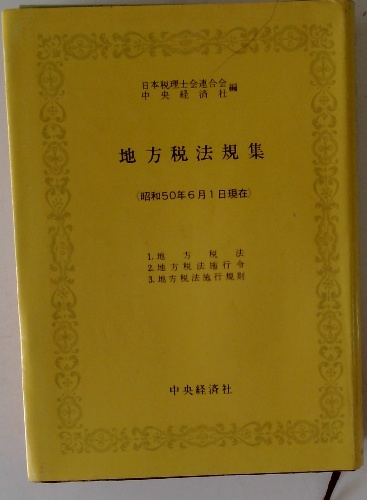 日本税理士会連合会
中央経済社 編
地方税法規集
(昭和50年6月1日現在)
1.地方税法
2.地方税法施行令
3.地方税法施行規則
中央経済社